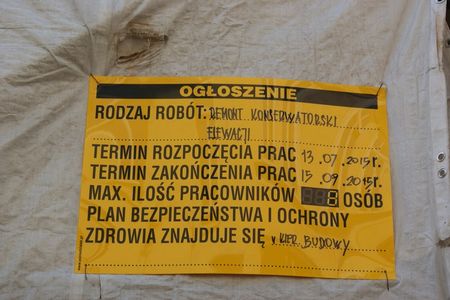 OGŁOSZENIE
RODZAJ ROBÓT: REMONT KONSERWATORSKI
ELEWACJI
TERMIN ROZPOCZĘCIA PRAC 13.07.2015r.
TERMIN ZAKOŃCZENIA PRAC 15.09.2015r.
MAX. ILOŚĆ PRACOWNIKÓW OSÓB
PLAN BEZPIECZEŃSTWA I OCHRONY
ZDROWIA ZNAJDUJE SIĘ u KIER. BUDOWY